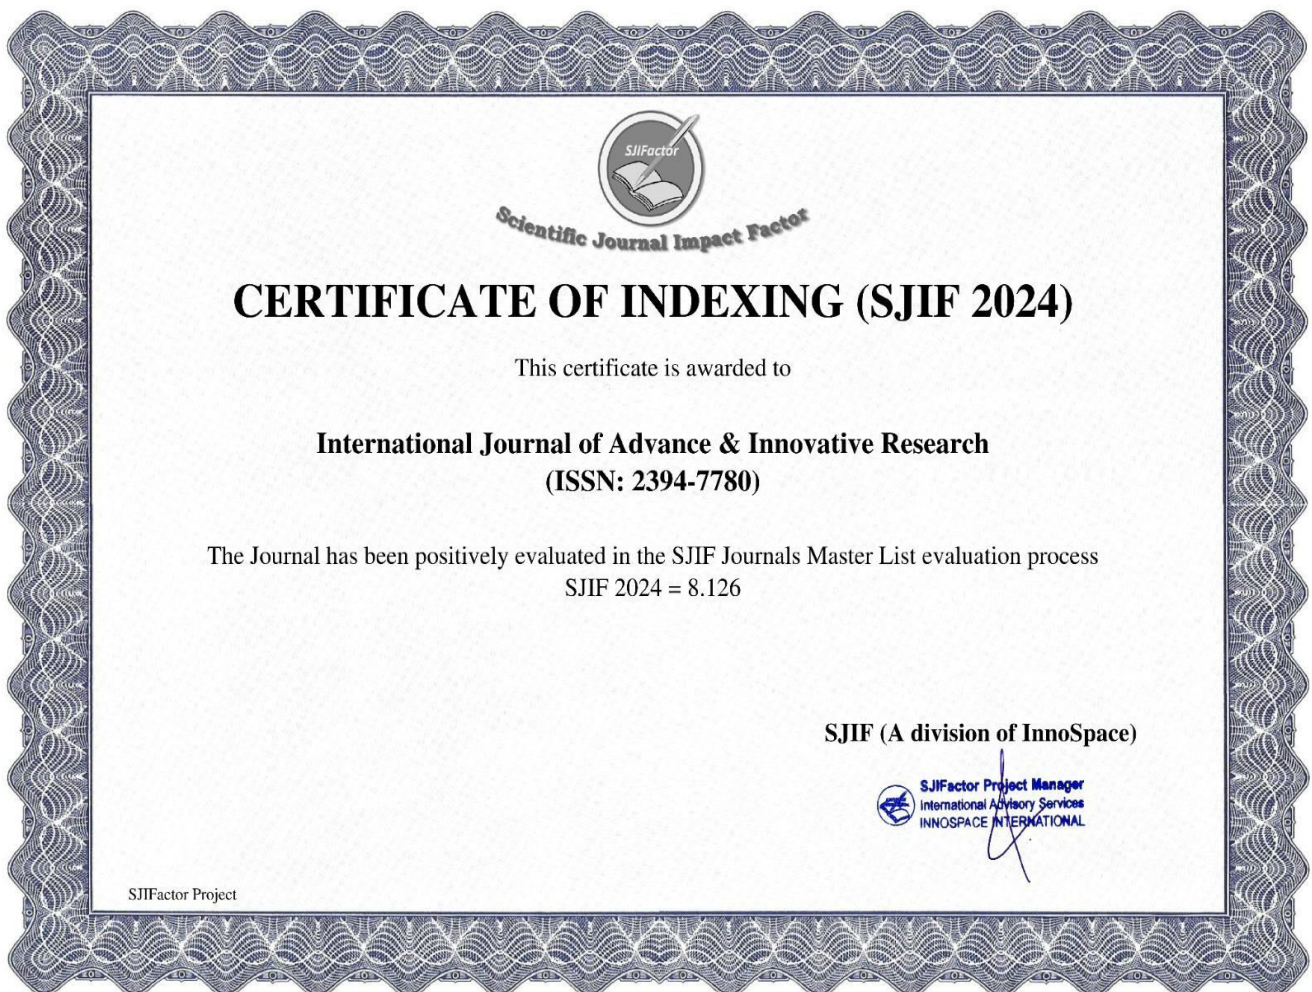 SJIFactor
Scientific Journal Impact Factor
CERTIFICATE OF INDEXING (SJIF 2024)
This certificate is awarded to
International Journal of Advance & Innovative Research
(ISSN: 2394-7780)
The Journal has been positively evaluated in the SJIF Journals Master List evaluation process
SJIF 2024 = 8.126
SJIF (A division of InnoSpace)
SJIFactor Project Manager
International Advisory Services
INNOSPACE INTERNATIONAL
SJIFactor Project